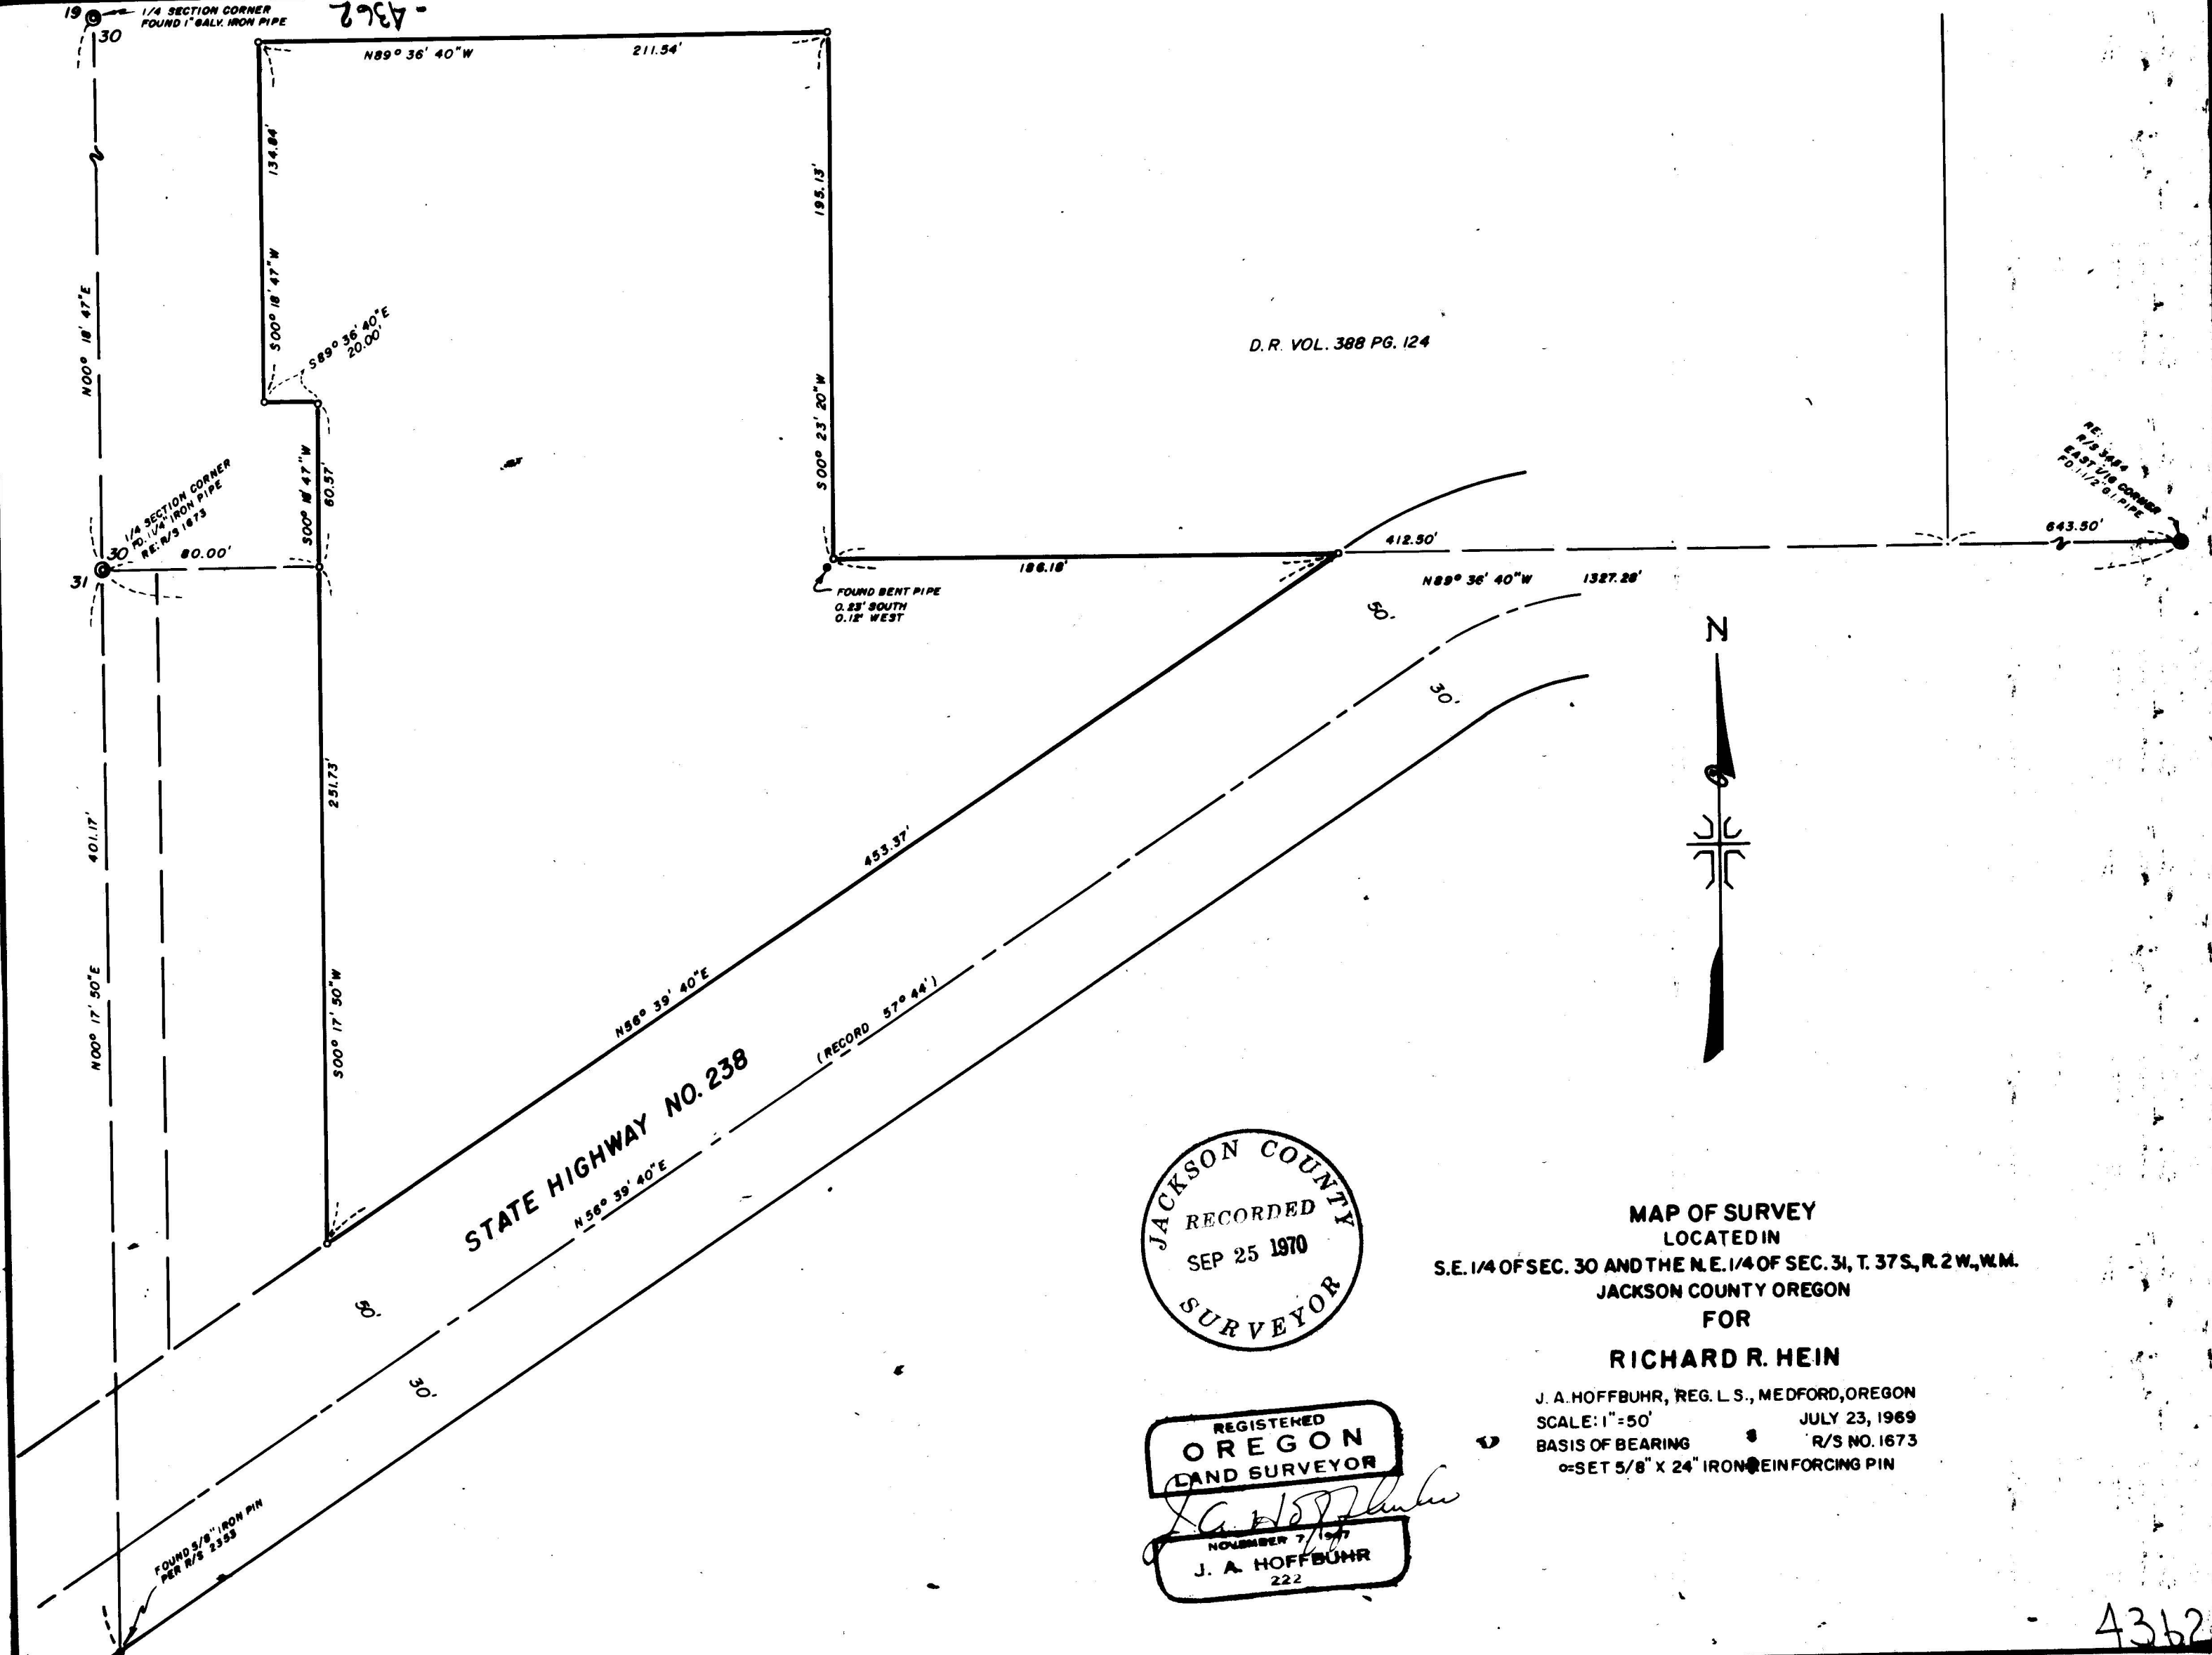 19
1/4 SECTION CORNER
FOUND 1" GALV. IRON PIPE
30
- 4362
N89° 36' 40"W
211.54'
134.84'
S00° 18' 47"W
195.13'
S00° 23' 20"W
N00° 18' 47"E
S89° 36' 40"E
20.00'
D.R. VOL. 388 PG. 124
S00° 18' 47"W
60.57'
1/4 SECTION CORNER
FD. 1 1/4" IRON PIPE
RE: R/S 1673
30
31
80.00'
FOUND BENT PIPE
0.23' SOUTH
0.12' WEST
186.18'
412.50'
N89° 36' 40"W
1327.28'
643.50'
RE:
R/S 3484
EAST 1/16 CORNER
FD. 1 1/2" G.I. PIPE
50'
30'
N
251.73'
S00° 17' 50"W
401.17'
N00° 17' 50"E
453.37'
N56° 39' 40"E
(RECORD 57° 44')
STATE HIGHWAY NO. 238
N56° 39' 40"E
50'
30'
FOUND 5/8" IRON PIN
PER R/S 2353
JACKSON COUNTY
RECORDED
SEP 25 1970
SURVEYOR
MAP OF SURVEY
LOCATED IN
S.E. 1/4 OF SEC. 30 AND THE N.E. 1/4 OF SEC. 31, T. 37 S., R. 2 W., W.M.
JACKSON COUNTY OREGON
FOR
RICHARD R. HEIN
J. A. HOFFBUHR, REG. L.S., MEDFORD, OREGON
SCALE: 1"=50'
JULY 23, 1969
BASIS OF BEARING
R/S NO. 1673
o=SET 5/8" X 24" IRON REINFORCING PIN
REGISTERED
OREGON
LAND SURVEYOR
J. A. Hoffbuhr
NOVEMBER 7,
J. A. HOFFBUHR
222
4362